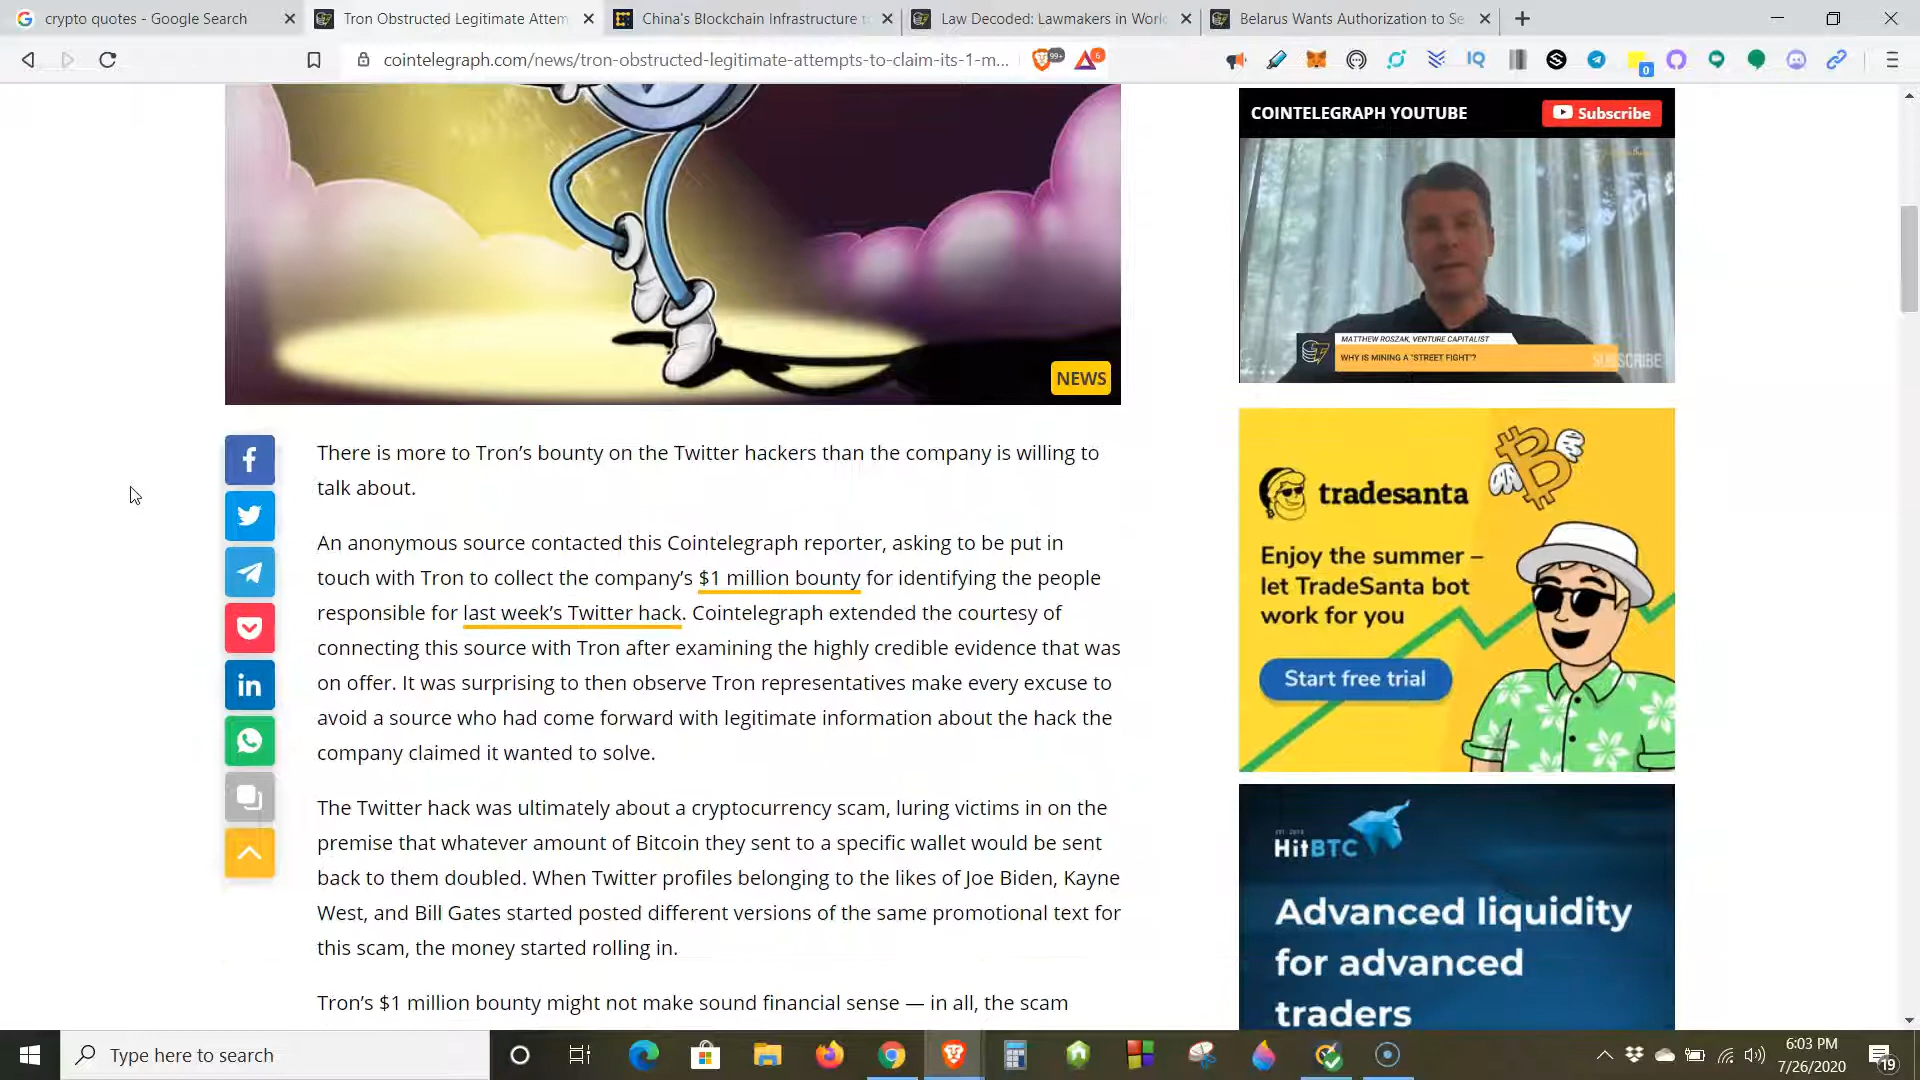 crypto quotes - Google Search
Tron Obstructed Legitimate Attem
China's Blockchain Infrastructure t
Law Decoded: Lawmakers in Worl
Belarus Wants Authorization to Se
cointelegraph.com/news/tron-obstructed-legitimate-attempts-to-claim-its-1-m...
99+
6
IQ
0
COINTELEGRAPH YOUTUBE
Subscribe
MATTHEW ROSZAK, VENTURE CAPITALIST
WHY IS MINING A "STREET FIGHT"?
SUBSCRIBE
NEWS
There is more to Tron's bounty on the Twitter hackers than the company is willing to
talk about.
An anonymous source contacted this Cointelegraph reporter, asking to be put in
touch with Tron to collect the company's $1 million bounty for identifying the people
responsible for last week's Twitter hack. Cointelegraph extended the courtesy of
connecting this source with Tron after examining the highly credible evidence that was
on offer. It was surprising to then observe Tron representatives make every excuse to
avoid a source who had come forward with legitimate information about the hack the
company claimed it wanted to solve.
The Twitter hack was ultimately about a cryptocurrency scam, luring victims in on the
premise that whatever amount of Bitcoin they sent to a specific wallet would be sent
back to them doubled. When Twitter profiles belonging to the likes of Joe Biden, Kayne
West, and Bill Gates started posted different versions of the same promotional text for
this scam, the money started rolling in.
Tron's $1 million bounty might not make sound financial sense — in all, the scam
tradesanta
Enjoy the summer –
let TradeSanta bot
work for you
Start free trial
HitBTC
Advanced liquidity
for advanced
traders
Type here to search
6:03 PM
7/26/2020
19